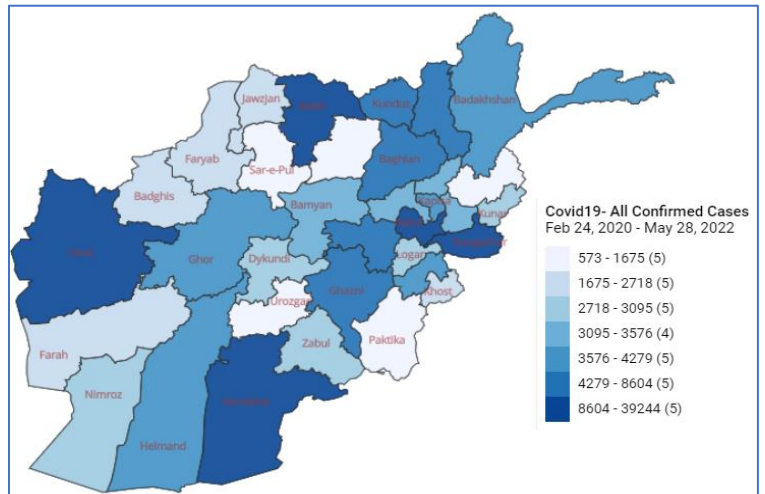 Jawzjan
Balkh
Kunduz
Badakhshan
Faryab
Sar-e-Pul
Baghlan
Badghis
Bamyan
Kapisa
Kunar
Herat
Kabul
Nangarhar
Ghor
Dykundi
Logar
Ghazni
Urozgan
Khost
Farah
Zabul
Paktika
Nimroz
Kandahar
Helmand
Covid19- All Confirmed Cases
Feb 24, 2020 - May 28, 2022
573 - 1675 (5)
1675 - 2718 (5)
2718 - 3095 (5)
3095 - 3576 (4)
3576 - 4279 (5)
4279 - 8604 (5)
8604 - 39244 (5)